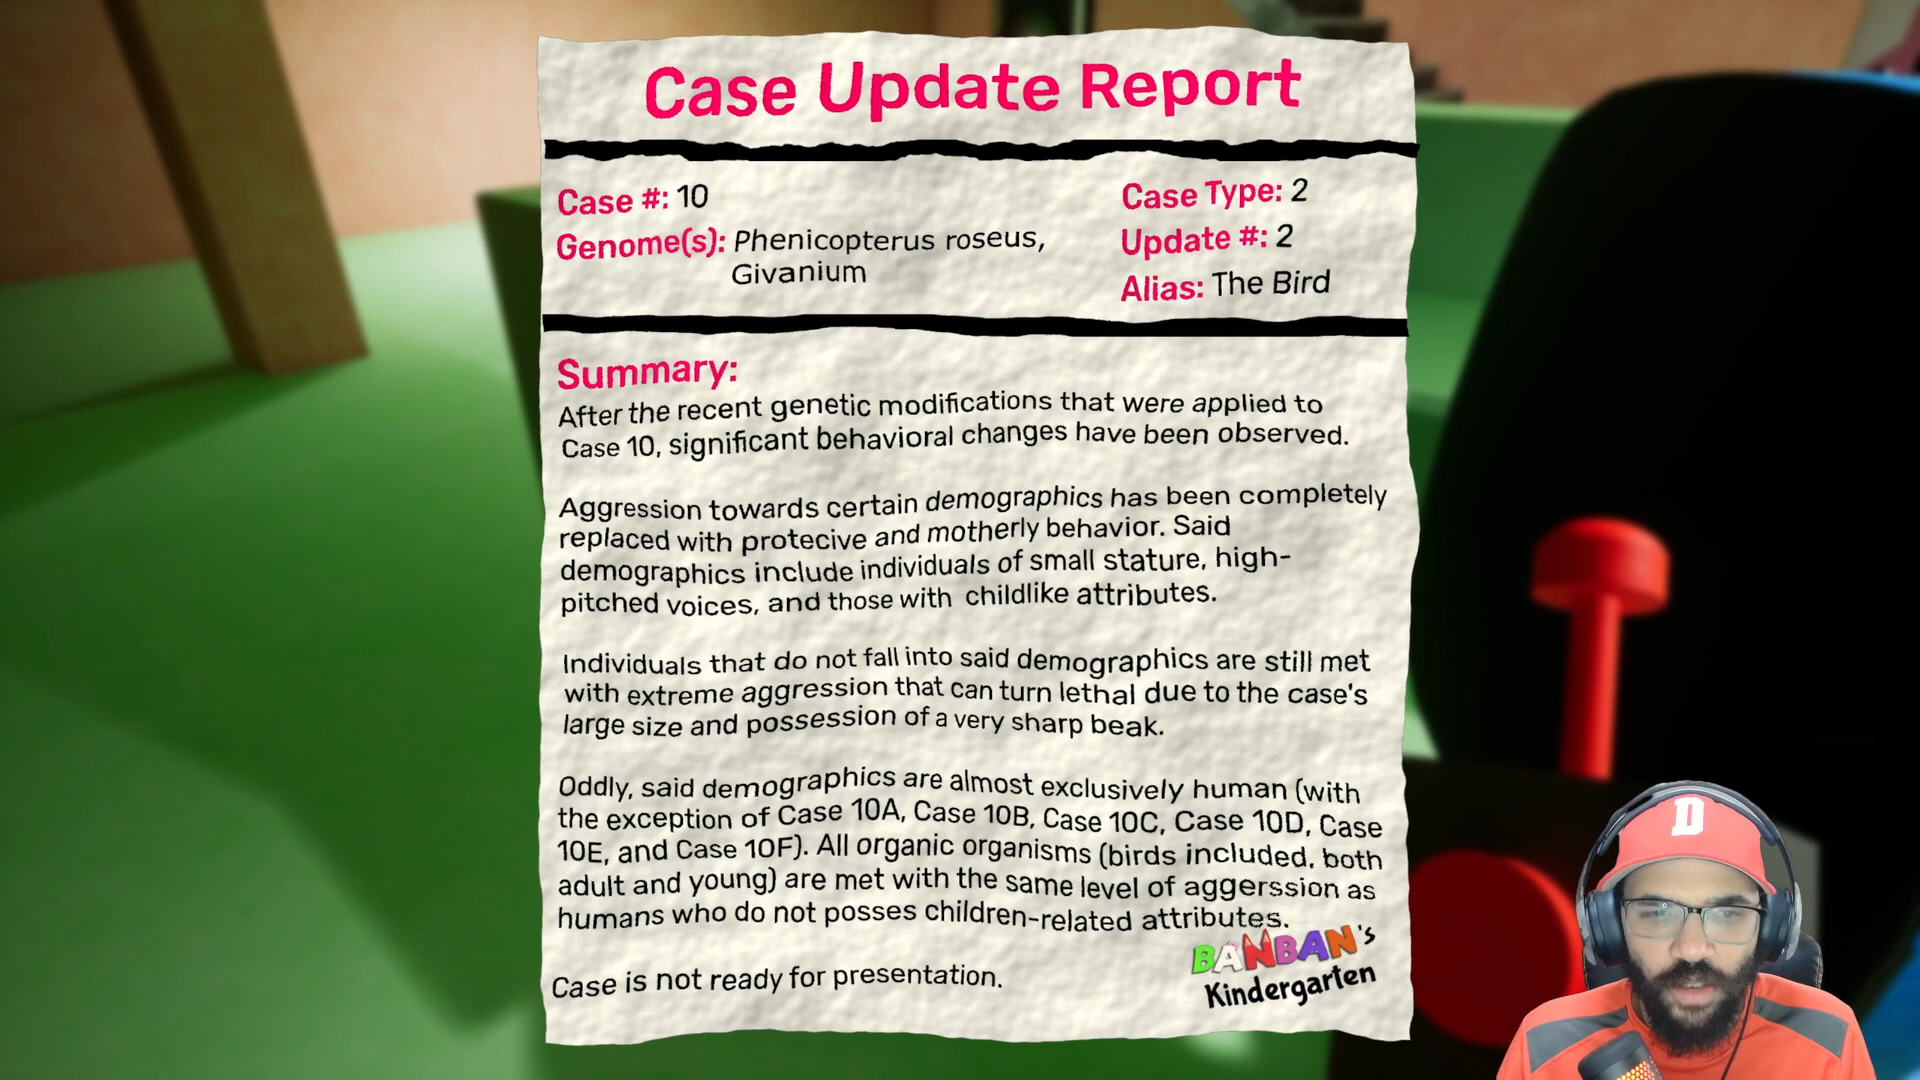 Case Update Report
Case #: 10
Genome(s): Phenicopterus roseus,
Givanium
Case Type: 2
Update #: 2
Alias: The Bird
Summary:
After the recent genetic modifications that were applied to
Case 10, significant behavioral changes have been observed.
Aggression towards certain demographics has been completely
replaced with protecive and motherly behavior. Said
demographics include individuals of small stature, high-
pitched voices, and those with childlike attributes.
Individuals that do not fall into said demographics are still met
with extreme aggression that can turn lethal due to the case's
large size and possession of a very sharp beak.
Oddly, said demographics are almost exclusively human (with
the exception of Case 10A, Case 10B, Case 10C, Case 10D, Case
10E, and Case 10F). All organic organisms (birds included, both
adult and young) are met with the same level of aggerssion as
humans who do not posses children-related attributes.
Case is not ready for presentation.
BANBAN's
Kindergarten
D